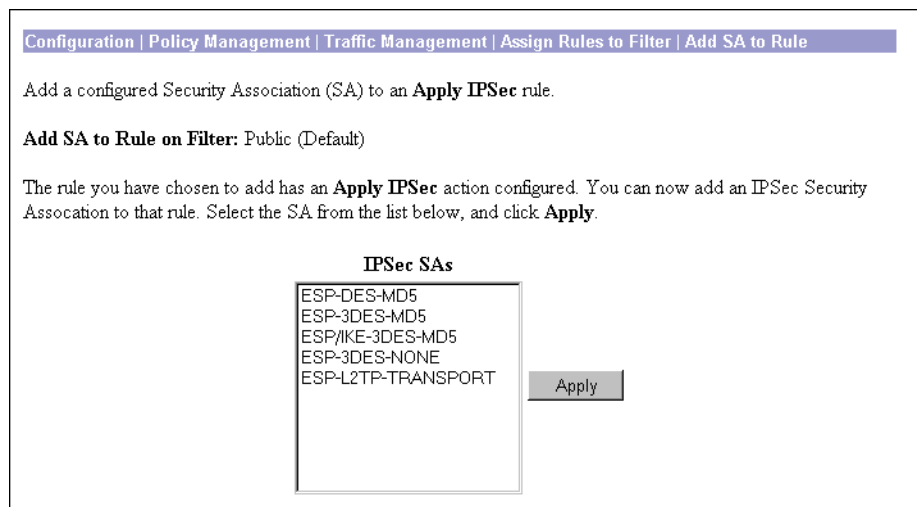 Configuration | Policy Management | Traffic Management | Assign Rules to Filter | Add SA to Rule
Add a configured Security Association (SA) to an Apply IPSec rule.
Add SA to Rule on Filter: Public (Default)
The rule you have chosen to add has an Apply IPSec action configured. You can now add an IPSec Security
Assocation to that rule. Select the SA from the list below, and click Apply.
IPSec SAs
ESP-DES-MD5
ESP-3DES-MD5
ESP/IKE-3DES-MD5
ESP-3DES-NONE
ESP-L2TP-TRANSPORT
Apply